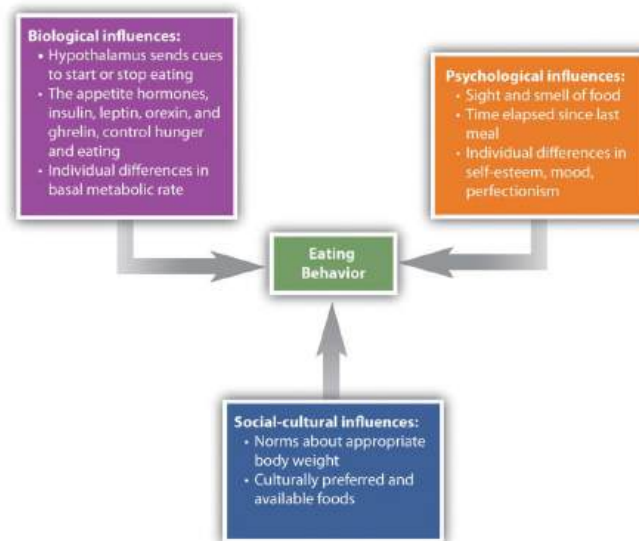 Biological influences:
• Hypothalamus sends cues
to start or stop eating
• The appetite hormones,
insulin, leptin, orexin, and
ghrelin, control hunger
and eating
• Individual differences in
basal metabolic rate
Psychological influences:
• Sight and smell of food
• Time elapsed since last
meal
• Individual differences in
self-esteem, mood,
perfectionism
Eating
Behavior
Social-cultural influences:
• Norms about appropriate
body weight
• Culturally preferred and
available foods